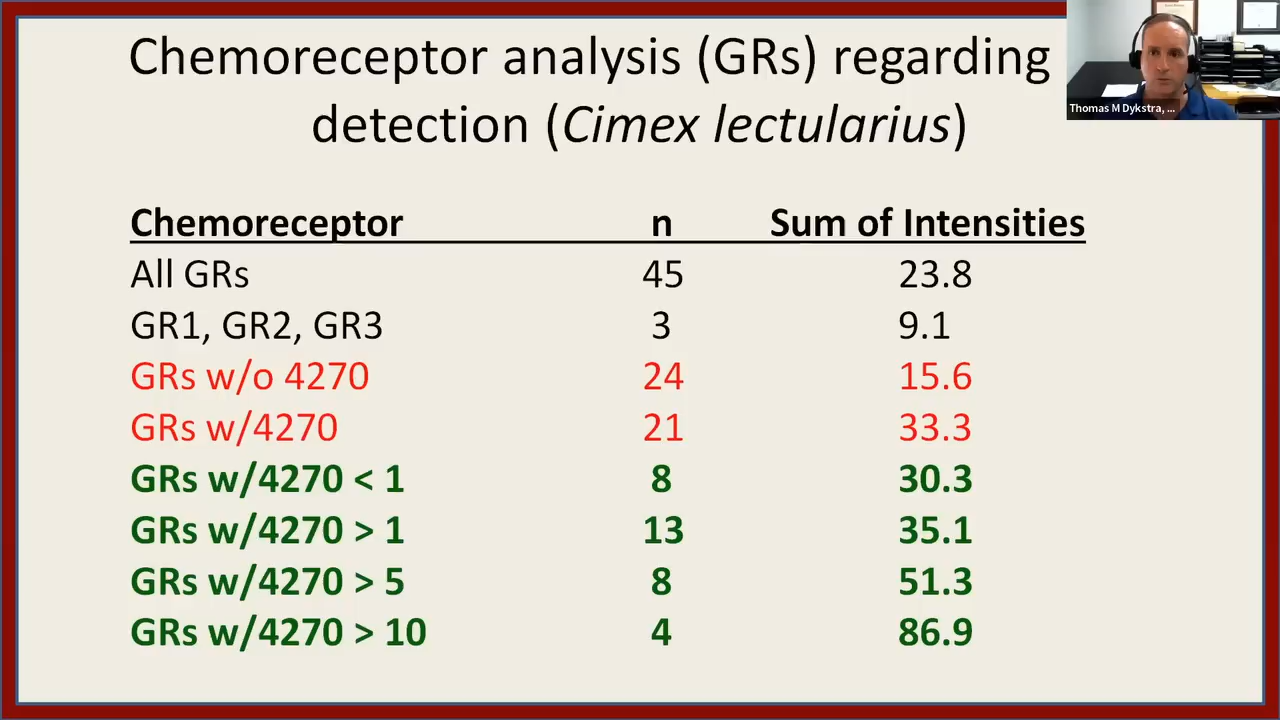 Chemoreceptor analysis (GRs) regarding
detection (Cimex lectularius)
Thomas M Dykstra, ...
Chemoreceptor n Sum of Intensities
All GRs 45 23.8
GR1, GR2, GR3 3 9.1
GRs w/o 4270 24 15.6
GRs w/4270 21 33.3
GRs w/4270 < 1 8 30.3
GRs w/4270 > 1 13 35.1
GRs w/4270 > 5 8 51.3
GRs w/4270 > 10 4 86.9